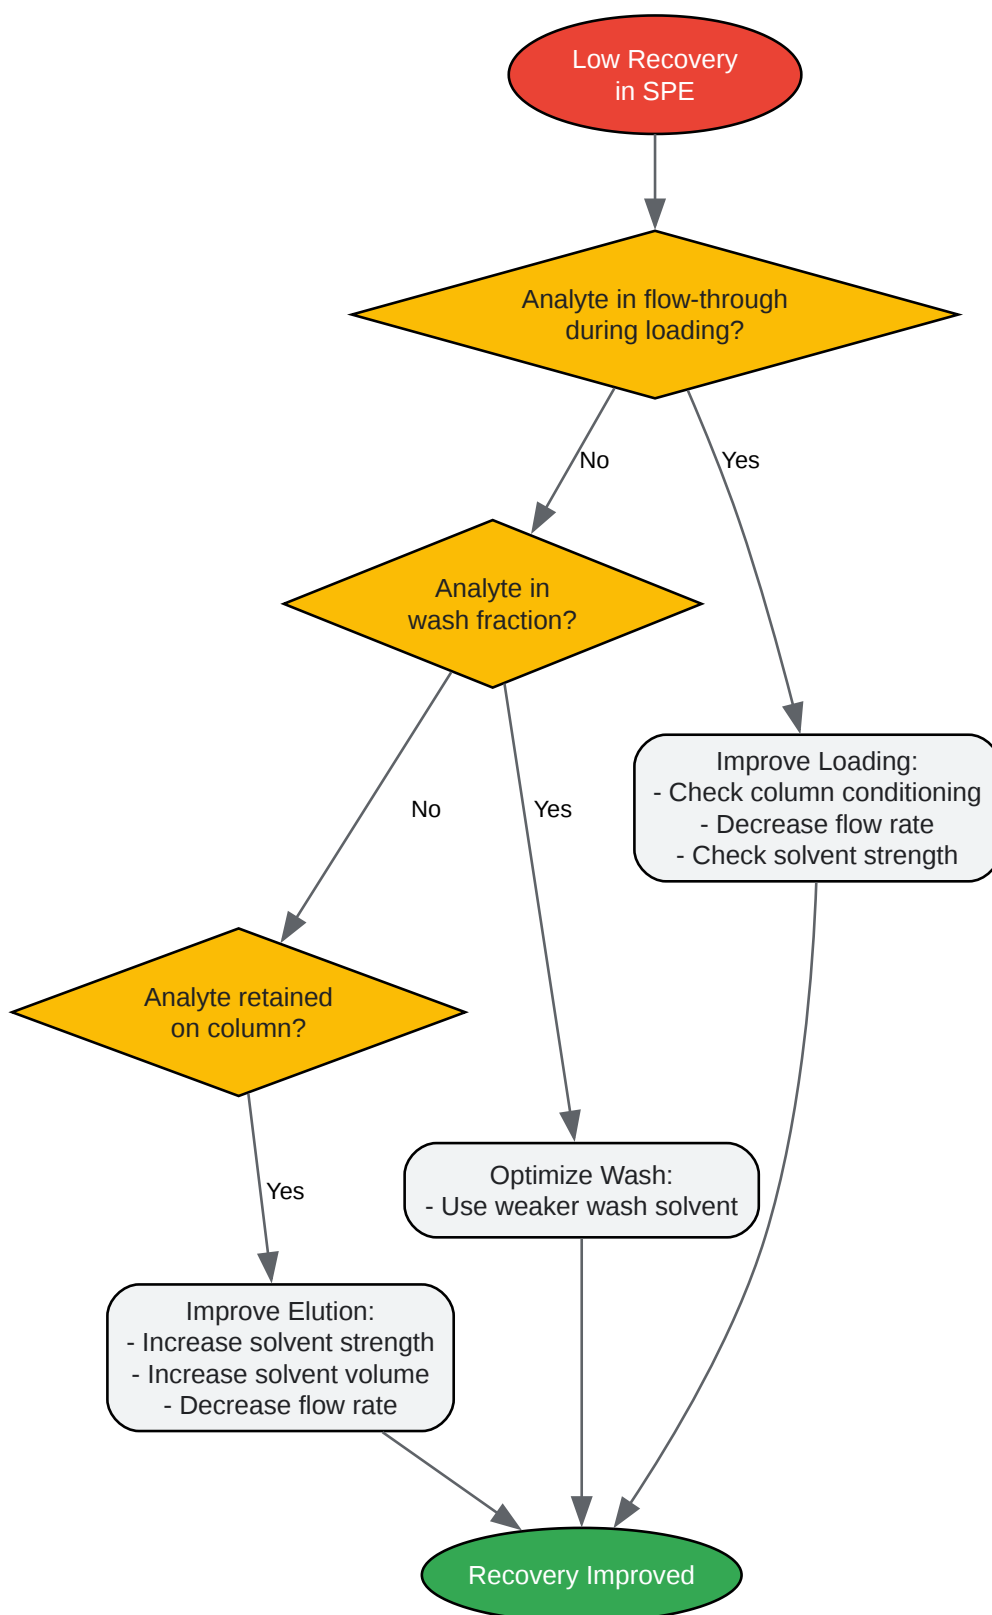 Low Recovery
in SPE
Analyte in flow-through
during loading?
No
Yes
Analyte in
wash fraction?
Improve Loading:
- Check column conditioning
- Decrease flow rate
- Check solvent strength
No
Yes
Analyte retained
on column?
Yes
Optimize Wash:
- Use weaker wash solvent
Improve Elution:
- Increase solvent strength
- Increase solvent volume
- Decrease flow rate
Recovery Improved